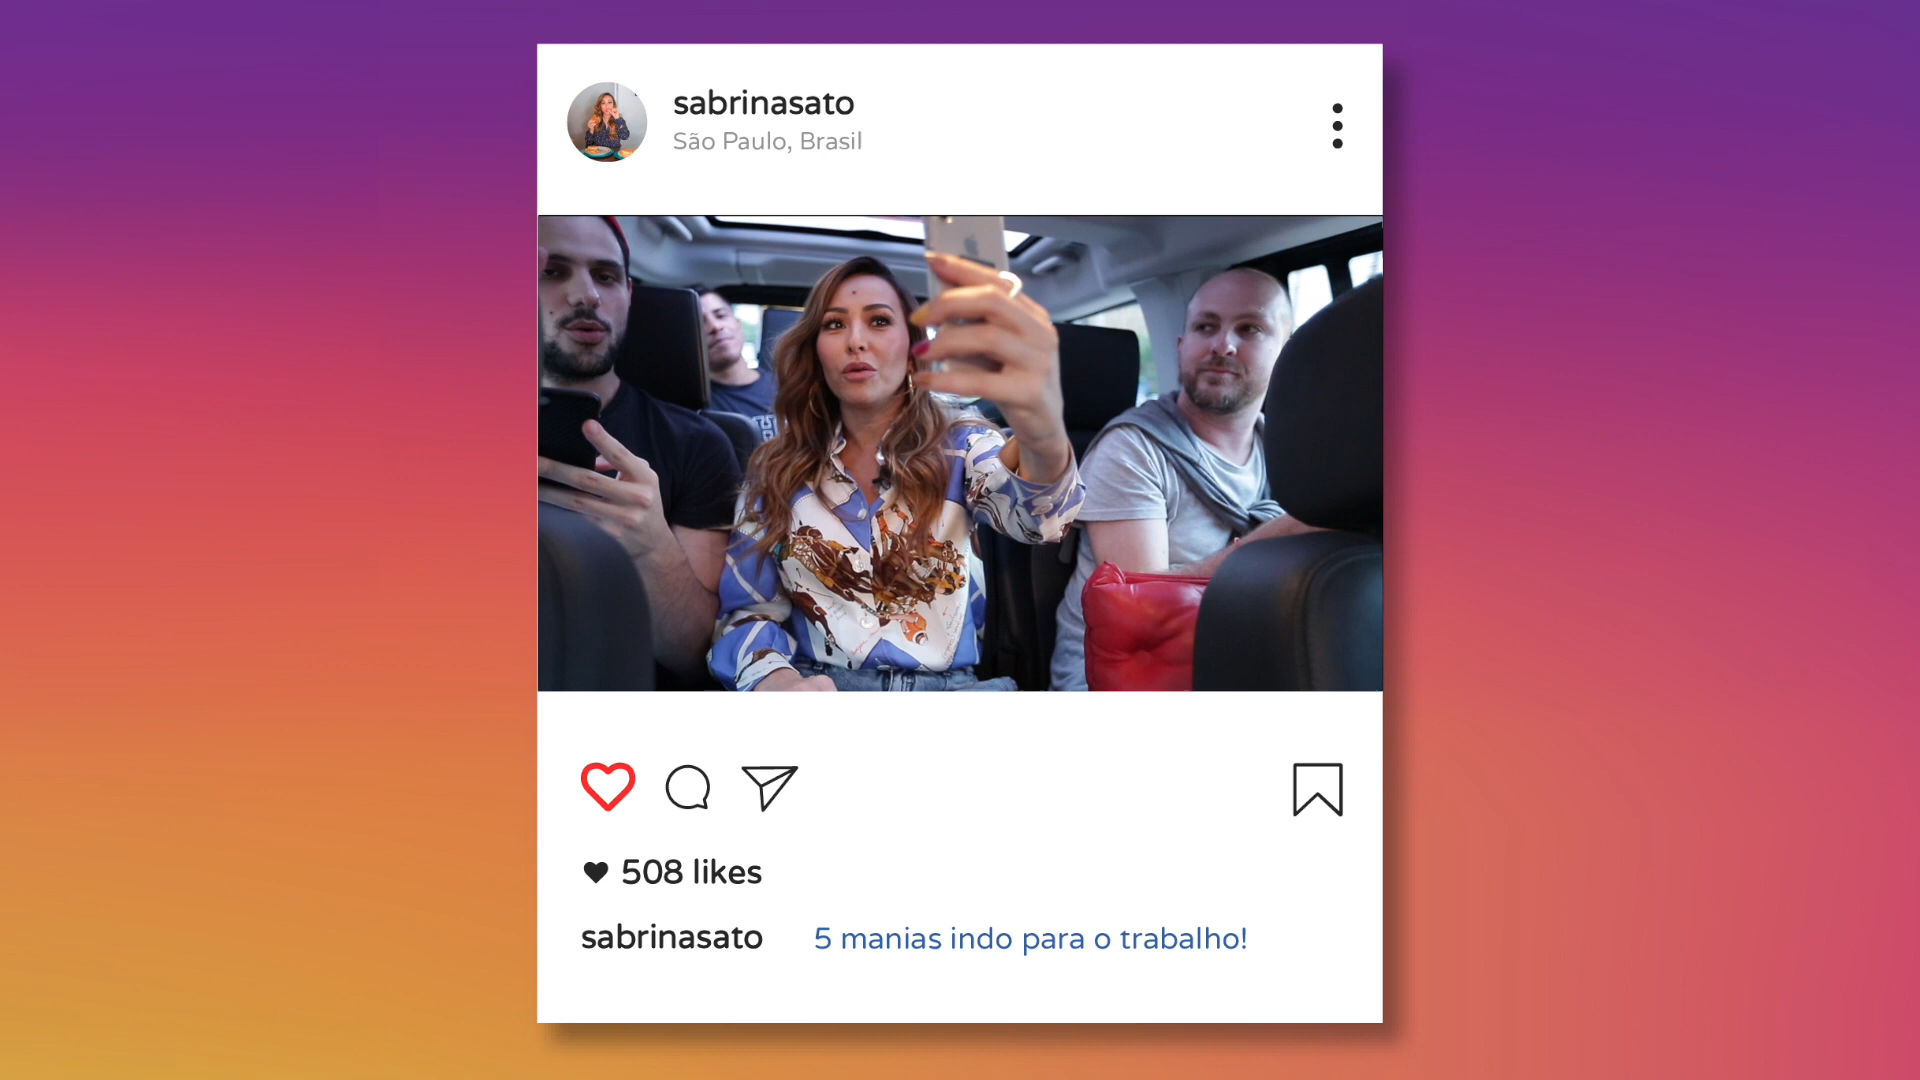 sabrinasato
São Paulo, Brasil
508 likes
sabrinasato 5 manias indo para o trabalho!